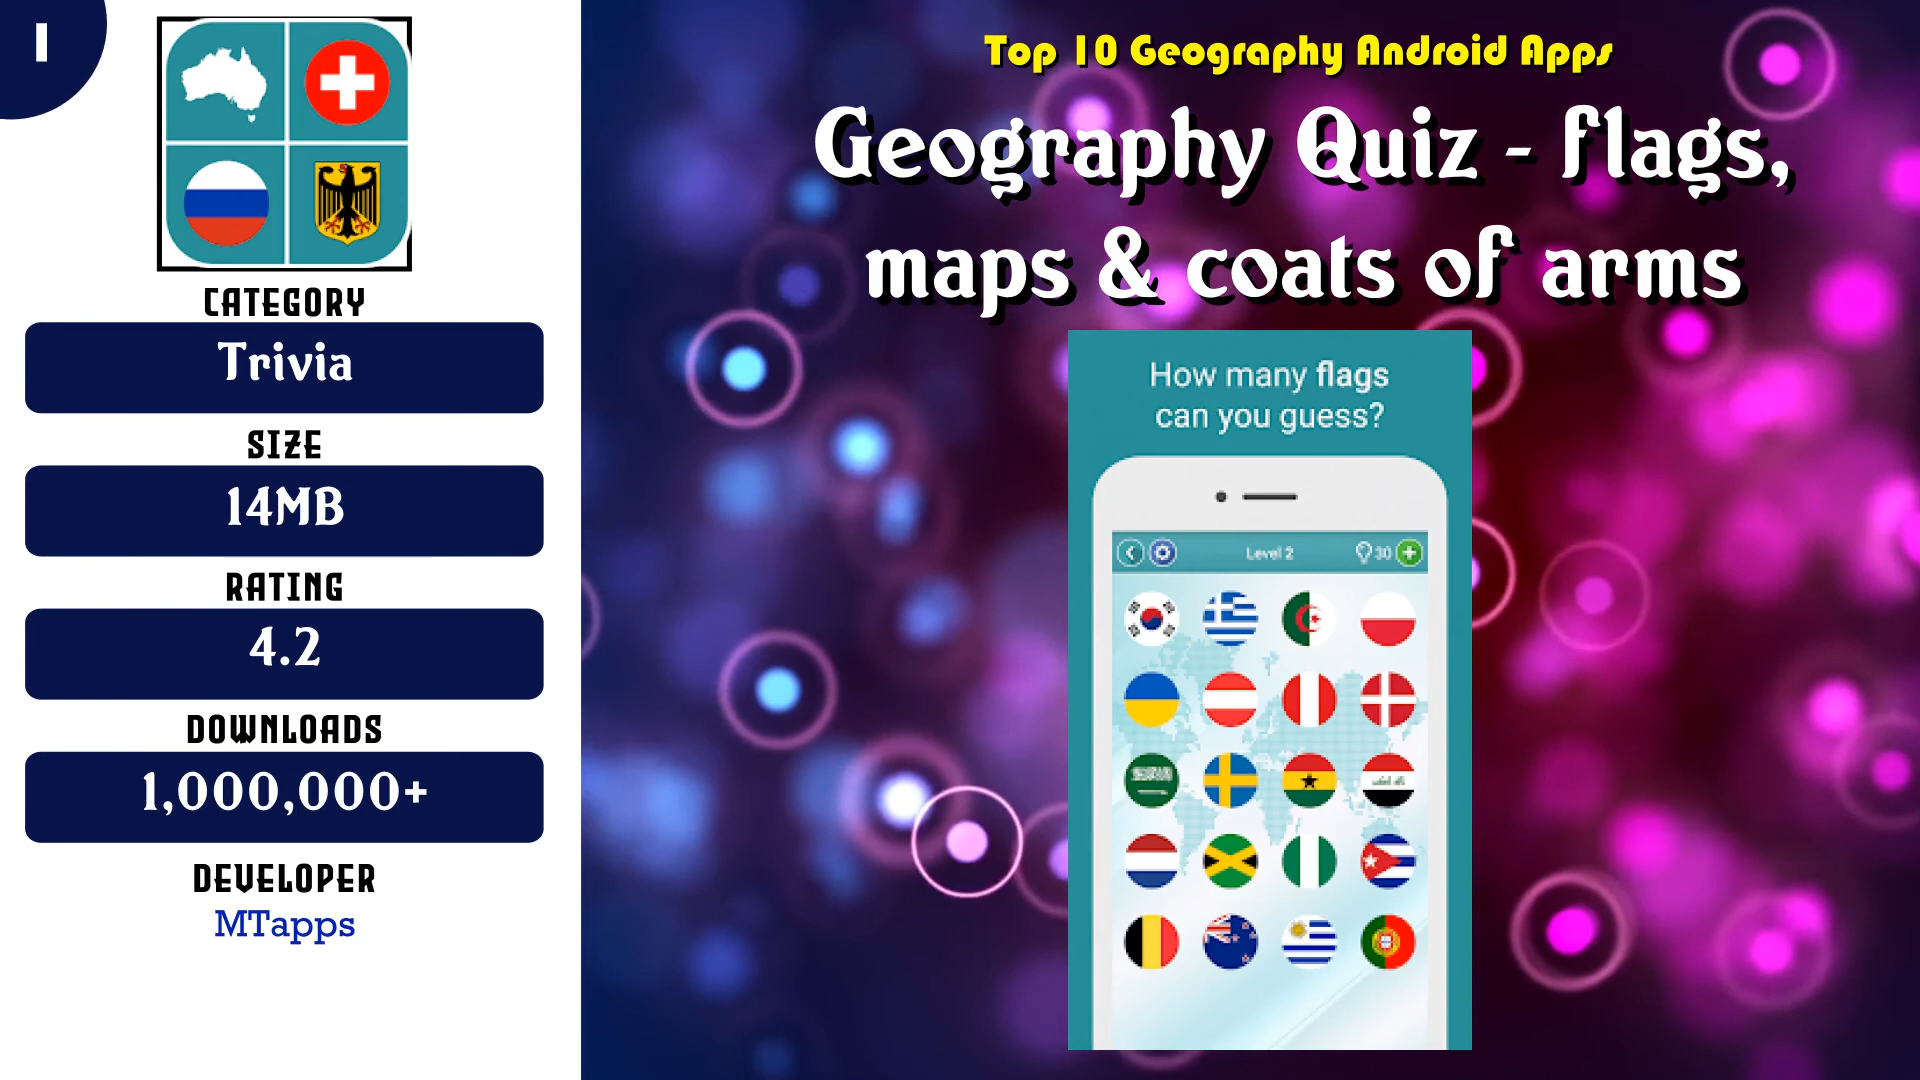 1
CATEGORY
Trivia
SIZE
14MB
RATING
4.2
DOWNLOADS
1,000,000+
DEVELOPER
MTapps
Top 10 Geography Android Apps
Geography Quiz - flags,
maps & coats of arms
How many flags
can you guess?
Level 2
30